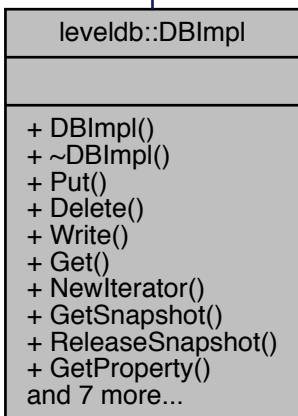 leveldb::DBImpl
+ DBImpl()
+ ~DBImpl()
+ Put()
+ Delete()
+ Write()
+ Get()
+ NewIterator()
+ GetSnapshot()
+ ReleaseSnapshot()
+ GetProperty()
and 7 more...